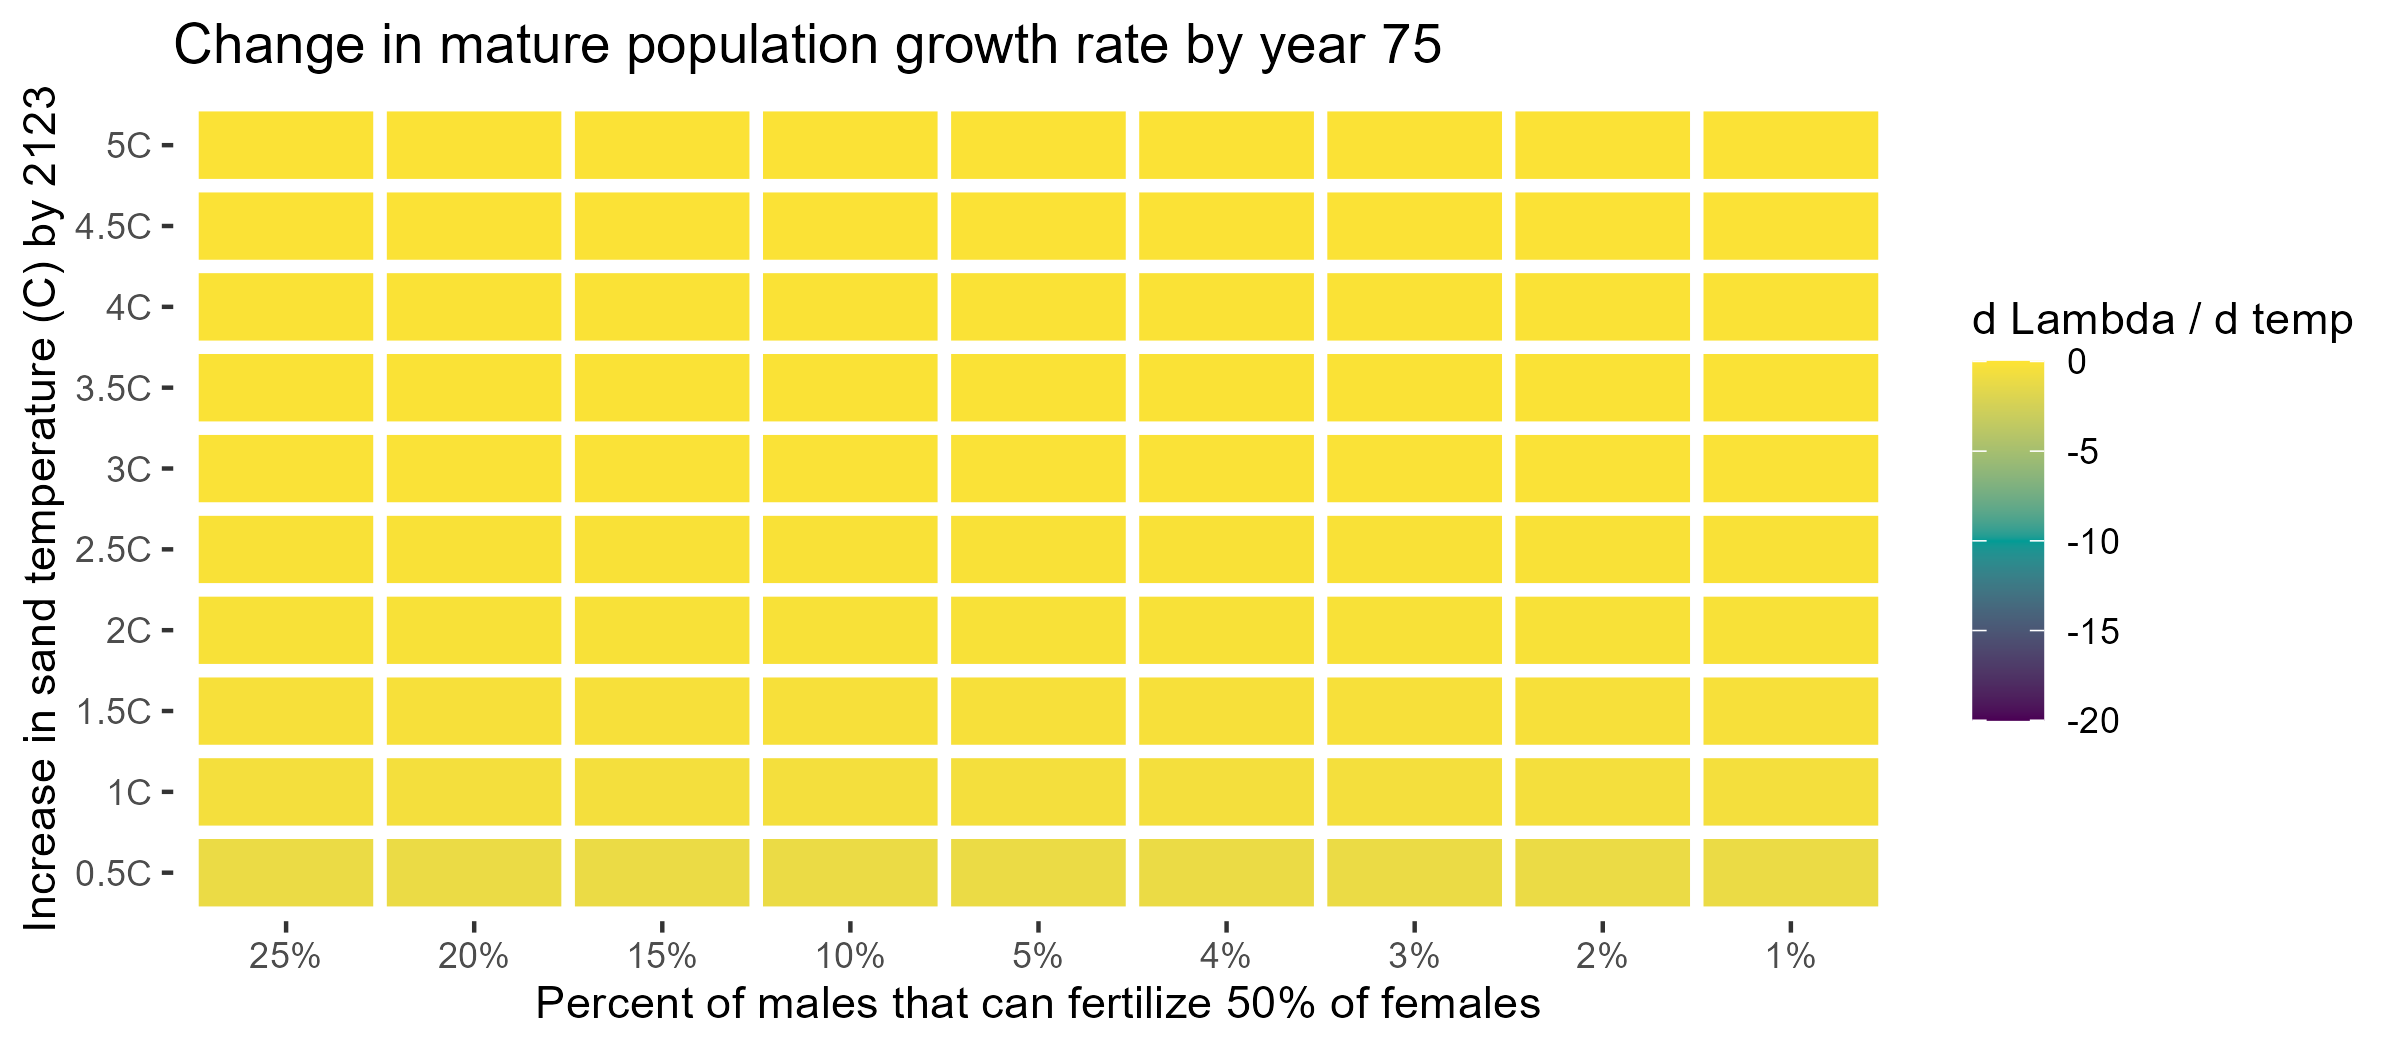 Change in mature population growth rate by year 75
Increase in sand temperature (C) by 2123
5C
4.5C
4C
3.5C
3C
2.5C
2C
1.5C
1C
0.5C
25% 20% 15% 10% 5% 4% 3% 2% 1%
Percent of males that can fertilize 50% of females
d Lambda / d temp
0
-5
-10
-15
-20